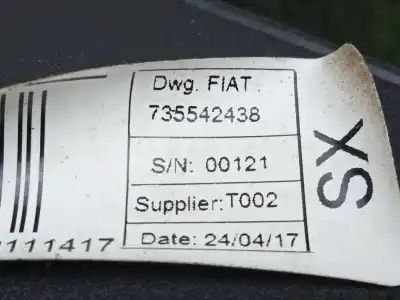 Dwg. FIAT.
735542438
S/N: 00121
Supplier: T002
Date: 24/04/17
111417
SX